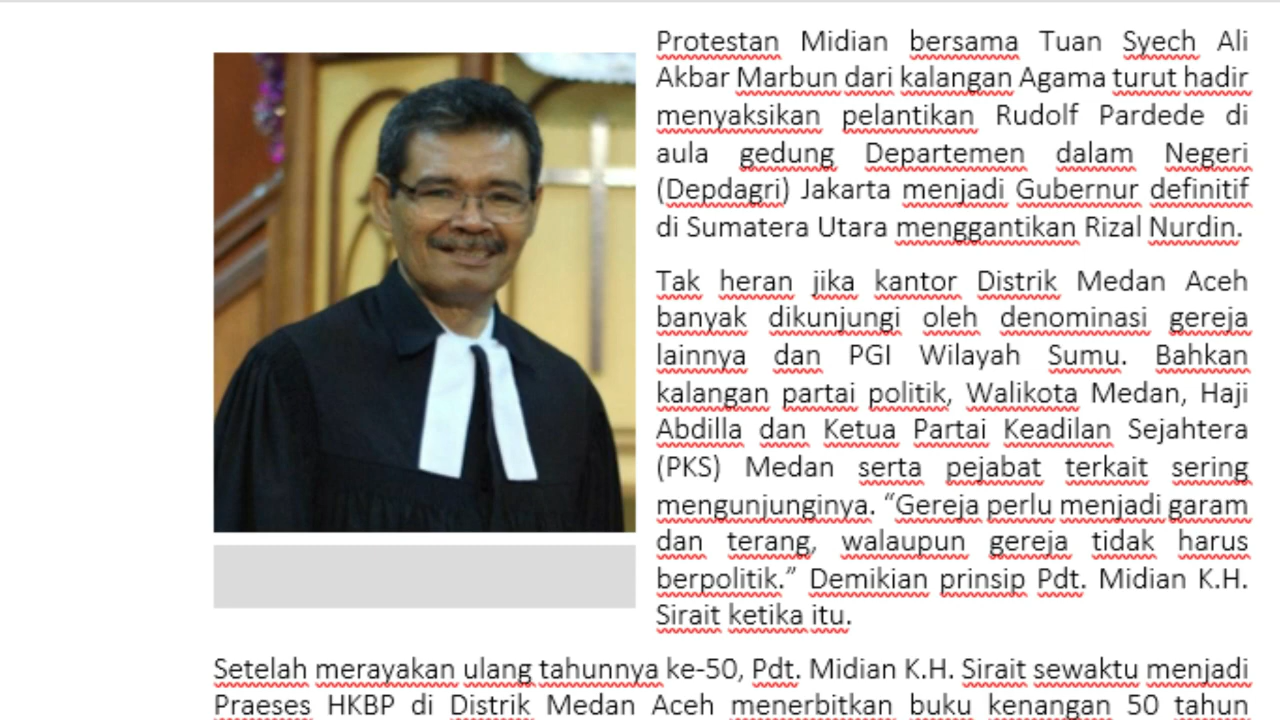 Protestan Midian bersama Tuan Syech Ali
Akbar Marbun dari kalangan Agama turut hadir
menyaksikan pelantikan Rudolf Pardede di
aula gedung Departemen dalam Negeri
(Depdagri) Jakarta menjadi Gubernur definitif
di Sumatera Utara menggantikan Rizal Nurdin.
Tak heran jika kantor Distrik Medan Aceh
banyak dikunjungi oleh denominasi gereja
lainnya dan PGI Wilayah Sumu. Bahkan
kalangan partai politik, Walikota Medan, Haji
Abdilla dan Ketua Partai Keadilan Sejahtera
(PKS) Medan serta pejabat terkait sering
mengunjunginya. “Gereja perlu menjadi garam
dan terang, walaupun gereja tidak harus
berpolitik.” Demikian prinsip Pdt. Midian K.H.
Sirait ketika itu.
Setelah merayakan ulang tahunnya ke-50, Pdt. Midian K.H. Sirait sewaktu menjadi
Praeses HKBP di Distrik Medan Aceh menerbitkan buku kenangan 50 tahun